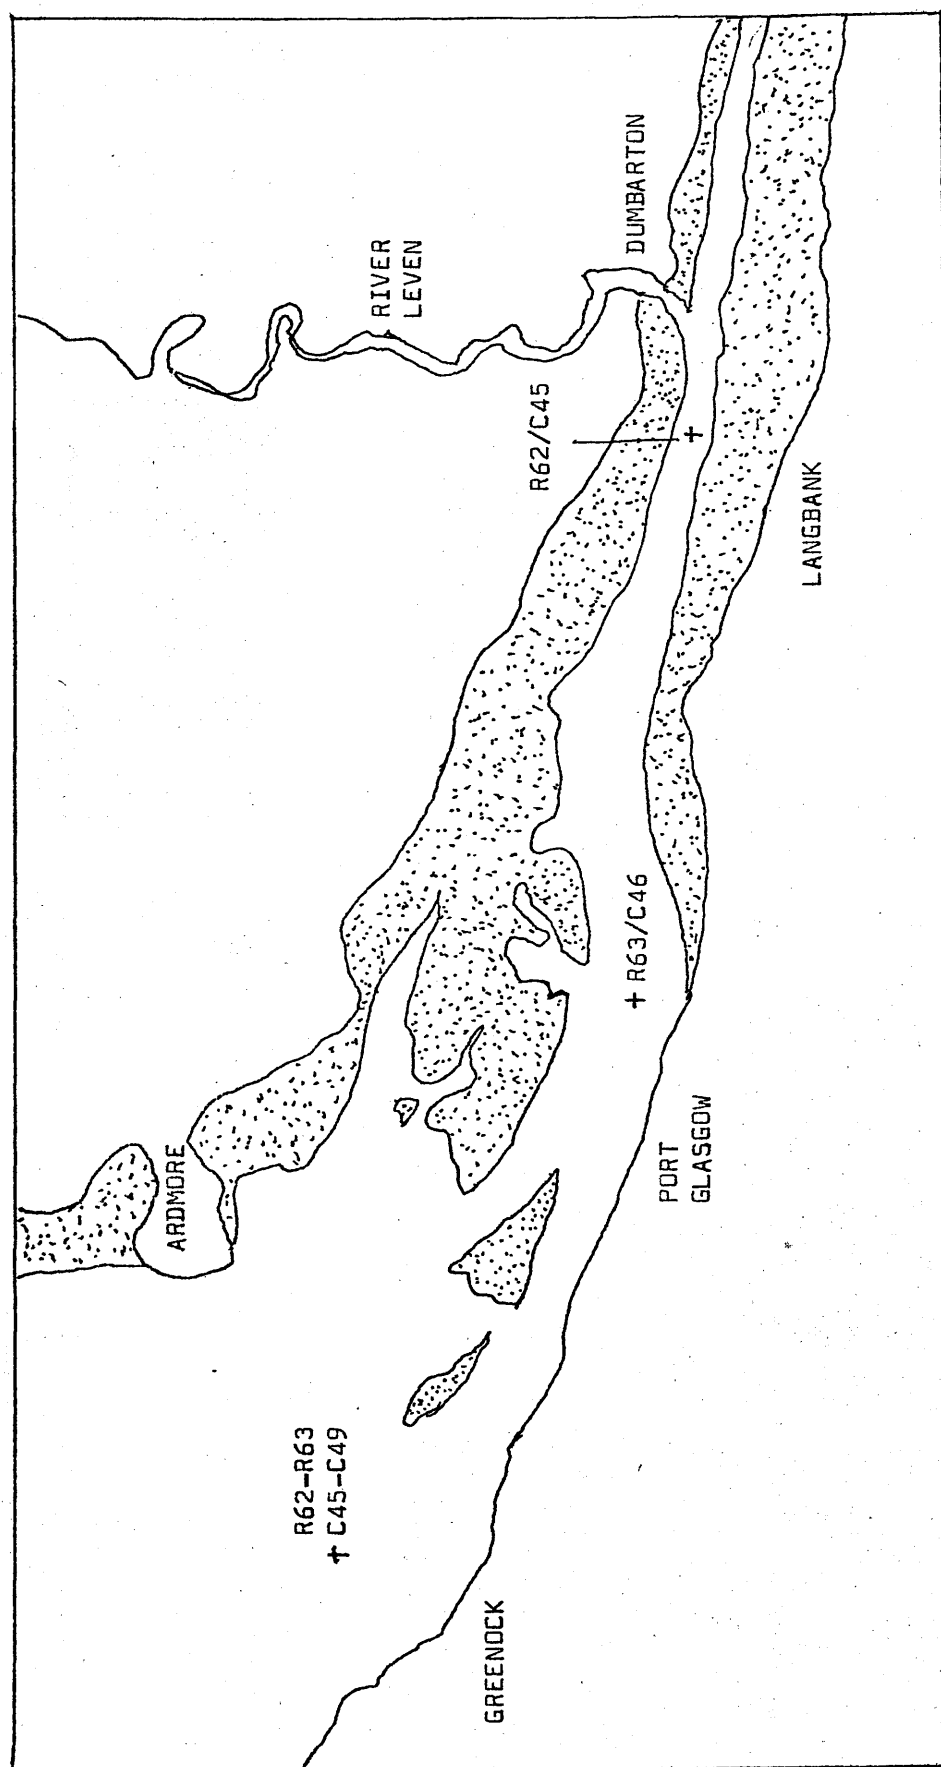 RIVER
LEVEN
DUMBARTON
R62/C45
LANGBANK
ARDMORE
+ R63/C46
PORT
GLASGOW
R62-R63
+ C45-C49
GREENOCK